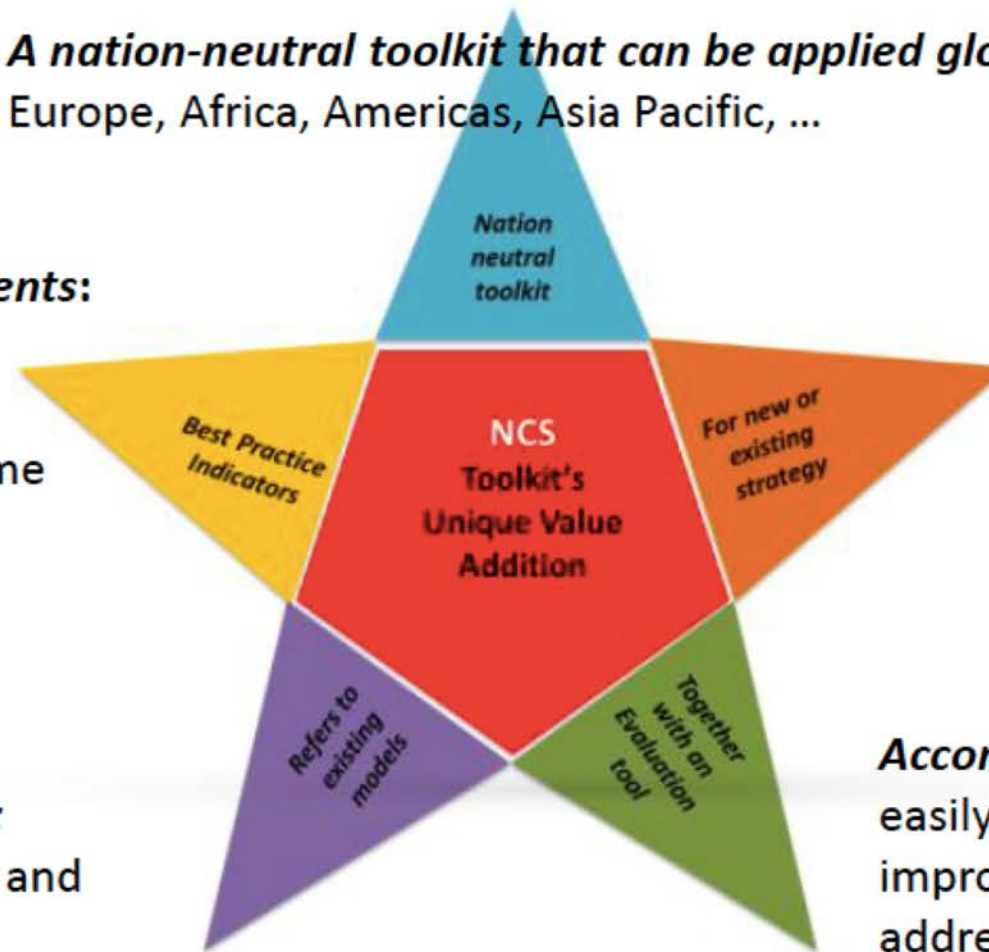 A nation-neutral toolkit that can be applied glo
Europe, Africa, Americas, Asia Pacific, ...
Nation
neutral
toolkit
ents:
Best Practice
Indicators
me
NCS
Toolkit's
Unique Value
Addition
For new or
existing
strategy
Refers to
existing
models
Together
with an
Evaluation
tool
and
Accor
easily
impro
addre